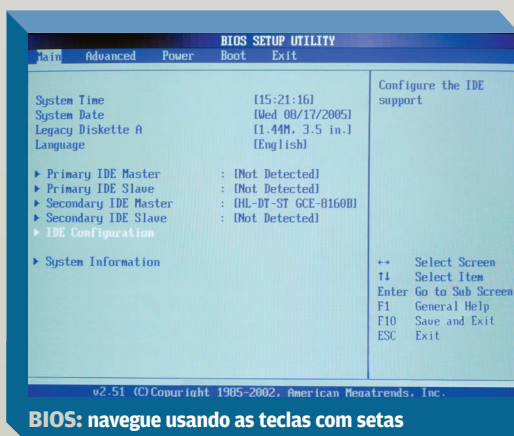 BIOS SETUP UTILITY
Main Advanced Power Boot Exit
System Time [15:21:16]
System Date [Wed 08/17/2005]
Legacy Diskette A [1.44M, 3.5 in.]
Language [English]
▶ Primary IDE Master : [Not Detected]
▶ Primary IDE Slave : [Not Detected]
▶ Secondary IDE Master : [HL-DT-ST GCE-8160B]
▶ Secondary IDE Slave : [Not Detected]
▶ IDE Configuration
▶ System Information
Configure the IDE
support
↔ Select Screen
↑↓ Select Item
Enter Go to Sub Screen
F1 General Help
F10 Save and Exit
ESC Exit
v2.51 (C)Copyright 1985-2002, American Megatrends, Inc.
BIOS: navegue usando as teclas com setas